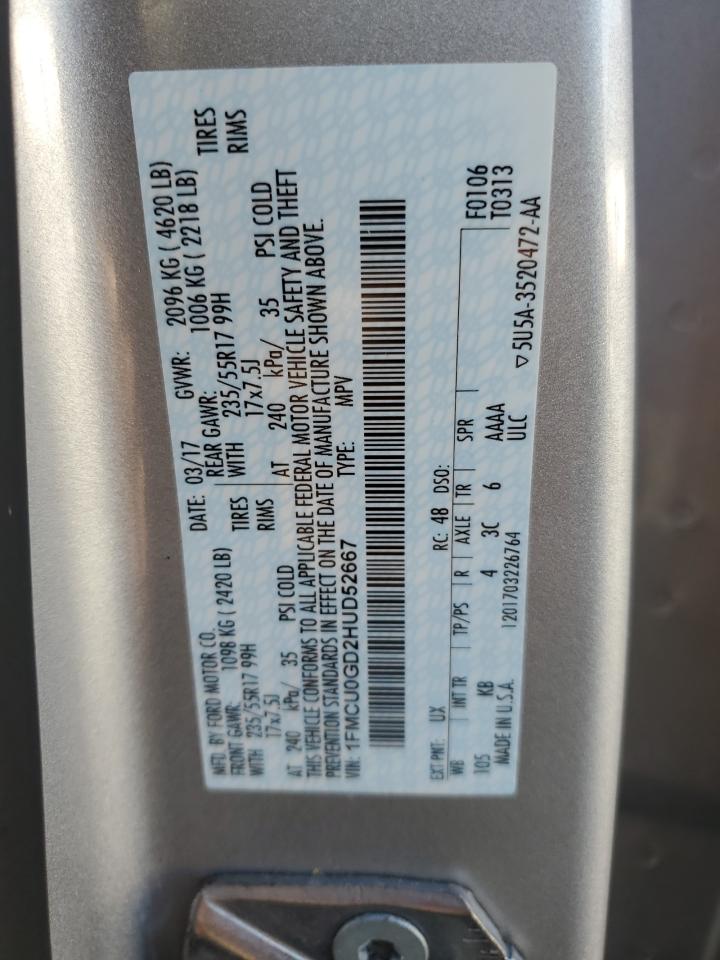 MFD. BY FORD MOTOR CO.
DATE: 03/17 GVWR: 2096 KG ( 4620 LB)
FRONT GAWR: 1098 KG ( 2420 LB) REAR GAWR: 1006 KG ( 2218 LB)
WITH 235/55R17 99H TIRES WITH 235/55R17 99H TIRES
17x7.5J RIMS 17x7.5J RIMS
AT 240 kPa/ 35 PSI COLD AT 240 kPa/ 35 PSI COLD
THIS VEHICLE CONFORMS TO ALL APPLICABLE FEDERAL MOTOR VEHICLE SAFETY AND THEFT
PREVENTION STANDARDS IN EFFECT ON THE DATE OF MANUFACTURE SHOWN ABOVE.
VIN: 1FMCU0GD2HUD52667 TYPE: MPV
EXT PNT: UX RC: 48 DSO: F0106
WB INT TR TP/PS R AXLE TR SPR T0313
105 KB 4 3C 6 AAAA
ULC
MADE IN U.S.A. 1201703226764 ▽ 5U5A-3520472-AA